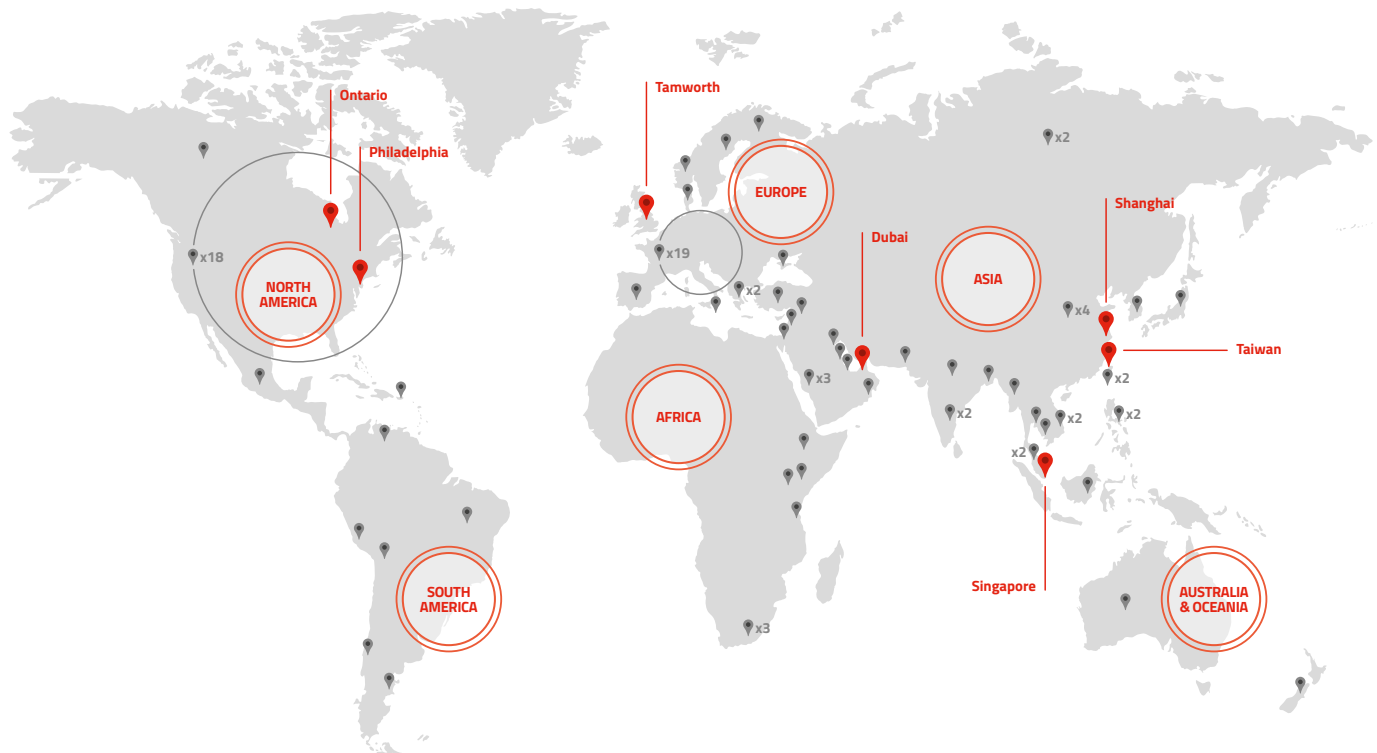 Ontario
Philadelphia
Tamworth
Dubai
Shanghai
Taiwan
Singapore
NORTH
AMERICA
SOUTH
AMERICA
EUROPE
AFRICA
ASIA
AUSTRALIA
& OCEANIA
x18
x19
x2
x2
x4
x3
x2
x2
x2
x2
x2
x3